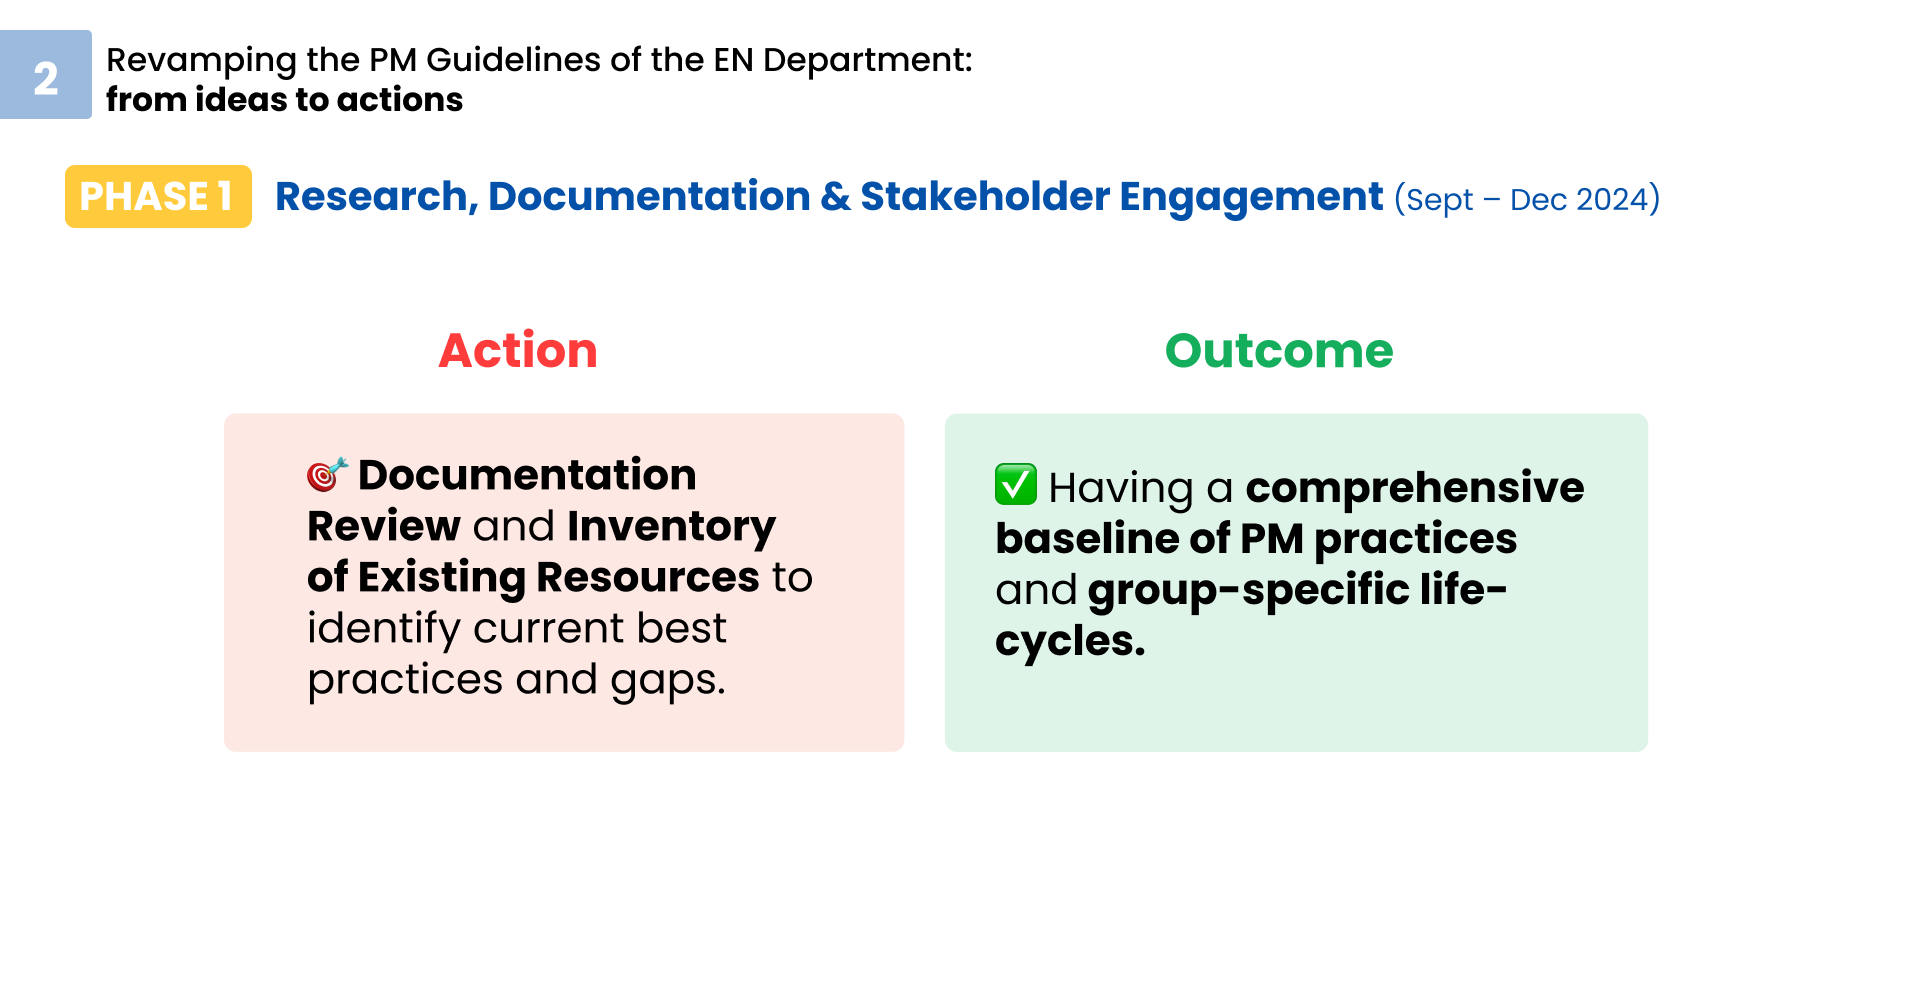 2
Revamping the PM Guidelines of the EN Department:
from ideas to actions
PHASE 1
Research, Documentation & Stakeholder Engagement (Sept – Dec 2024)
Action
🎯 Documentation
Review and Inventory
of Existing Resources to
identify current best
practices and gaps.
Outcome
✅ Having a comprehensive
baseline of PM practices
and group-specific life-
cycles.